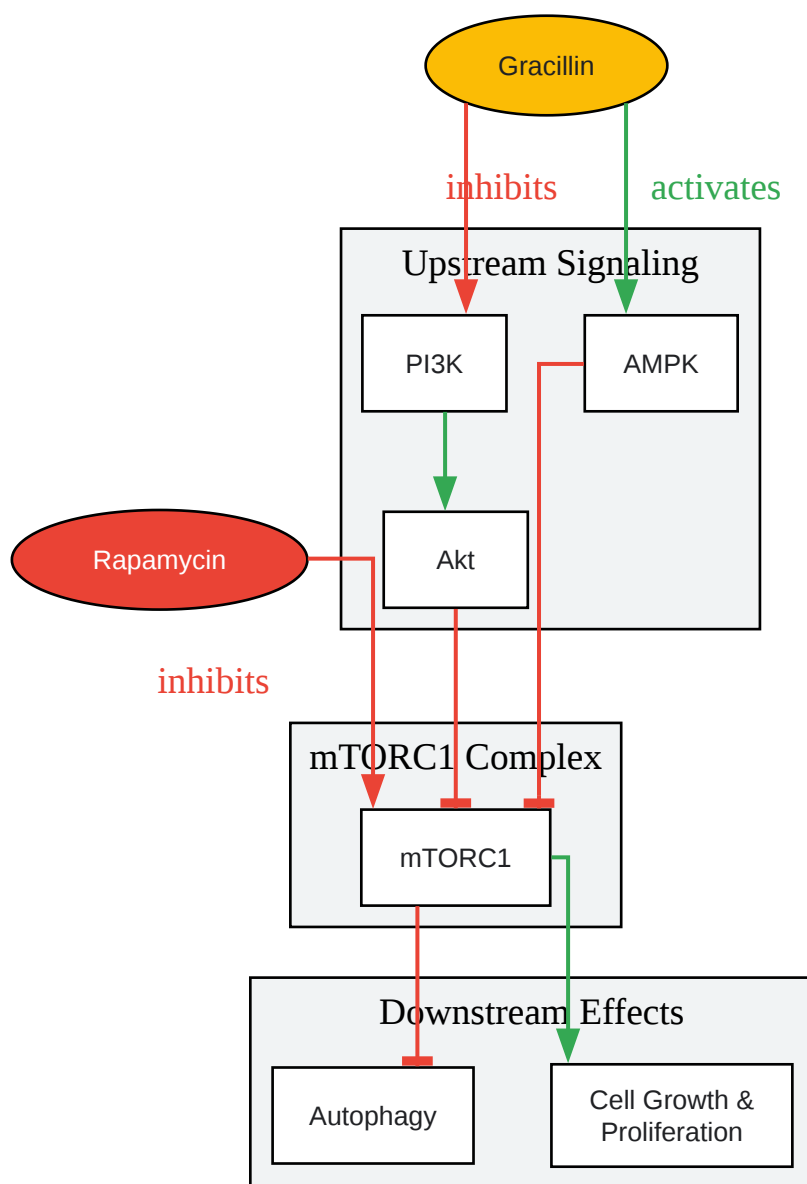 Gracillin
inhibits
activates
Upstream Signaling
PI3K
AMPK
Rapamycin
Akt
inhibits
mTORC1 Complex
mTORC1
Downstream Effects
Autophagy
Cell Growth &
Proliferation